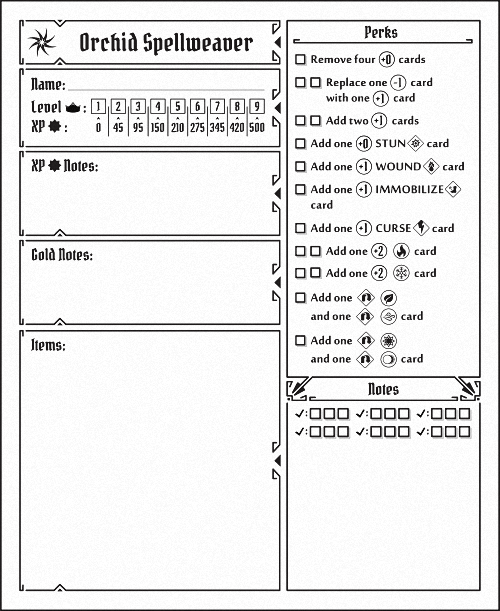 Orchid Spellweaver
Name:
Level : 1 2 3 4 5 6 7 8 9
XP : 0 45 95 150 210 275 345 420 500
XP Notes:
Gold Notes:
Items:
Perks
Remove four +0 cards
Replace one -1 card
with one +1 card
Add two +1 cards
Add one +0 STUN card
Add one +1 WOUND card
Add one +1 IMMOBILIZE
card
Add one +1 CURSE card
Add one +2 card
Add one +2 card
Add one
and one card
Add one
and one card
Notes
✓: ✓: ✓:
✓: ✓: ✓: